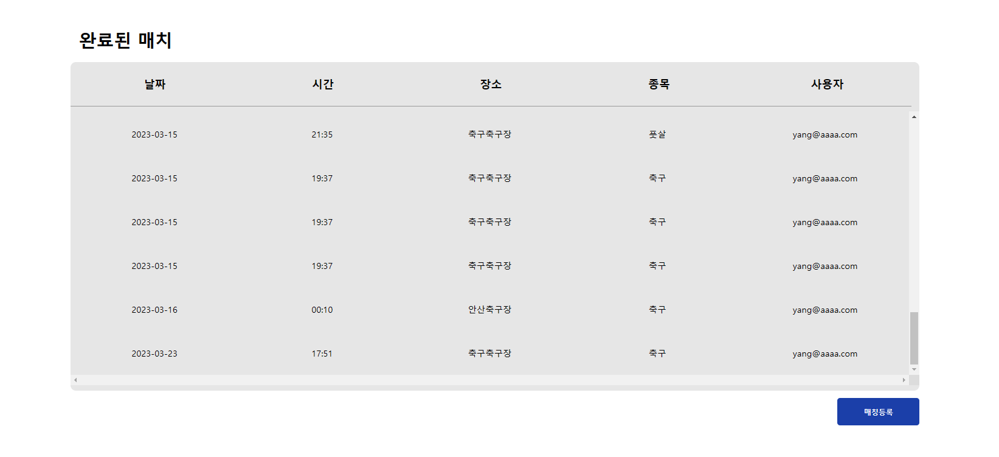 완료된 매치
날짜 시간 장소 종목 사용자
2023-03-15 21:35 축구축구장 풋살 yang@aaaa.com
2023-03-15 19:37 축구축구장 축구 yang@aaaa.com
2023-03-15 19:37 축구축구장 축구 yang@aaaa.com
2023-03-15 19:37 축구축구장 축구 yang@aaaa.com
2023-03-16 00:10 안산축구장 축구 yang@aaaa.com
2023-03-23 17:51 축구축구장 축구 yang@aaaa.com
매칭등록